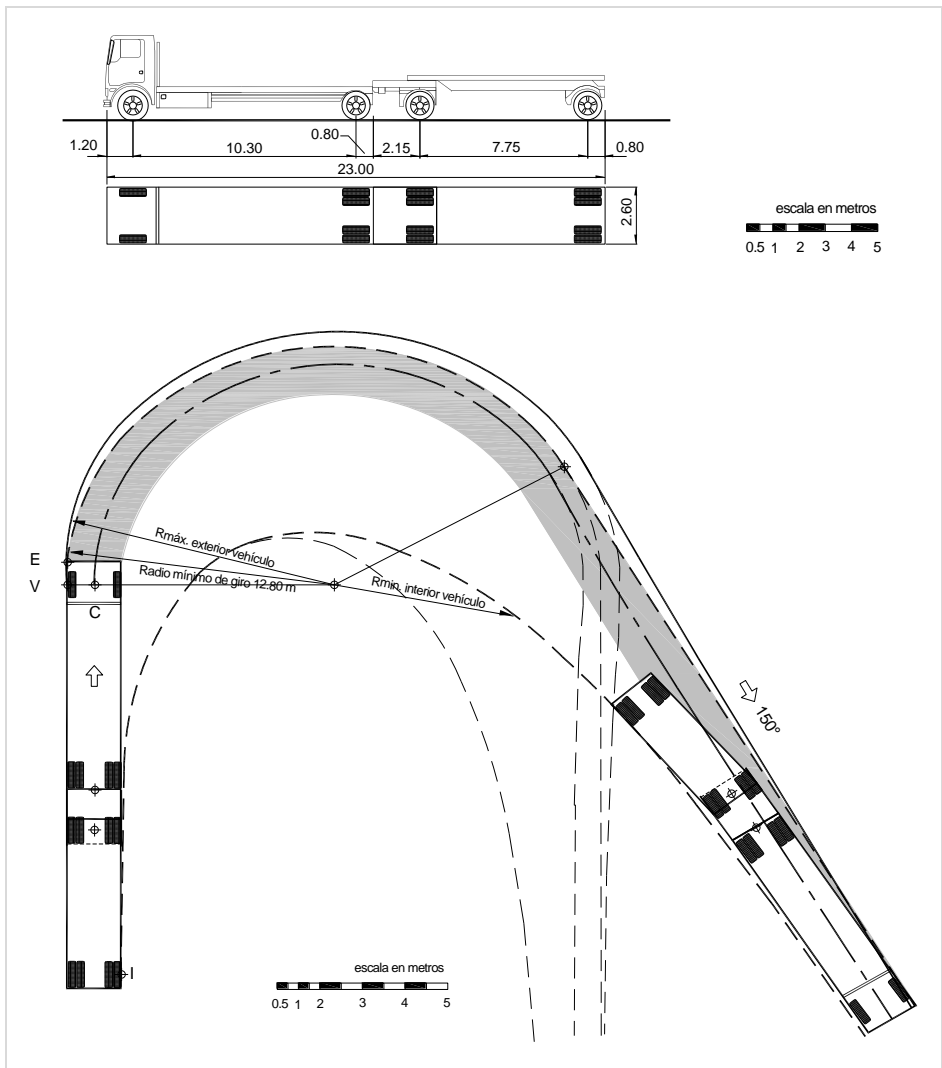 0.80
1.20
10.30
2.15
7.75
0.80
23.00
2.60
escala en metros
0.5 1 2 3 4 5
Rmáx. exterior vehículo
E
Radio mínimo de giro 12.80 m
V
Rmin. interior vehículo
C
150°
I
escala en metros
0.5 1 2 3 4 5